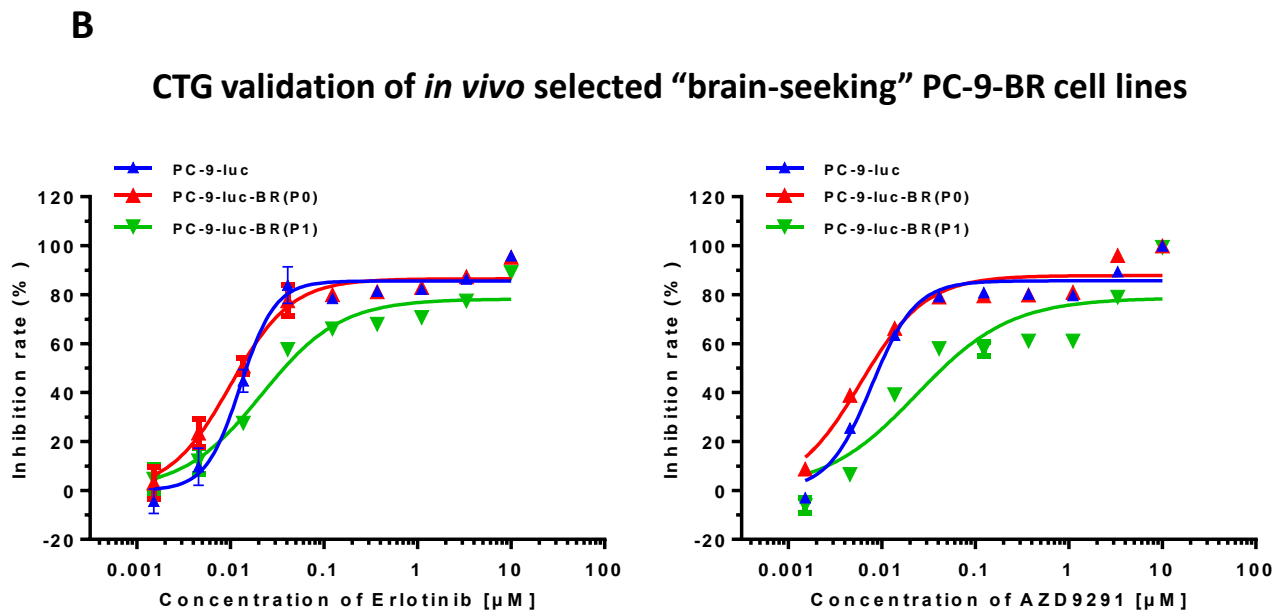 B
CTG validation of in vivo selected “brain-seeking” PC-9-BR cell lines
PC-9-luc
PC-9-luc-BR(P0)
PC-9-luc-BR(P1)
120
100
80
60
40
20
0
-20
Inhibition rate (% )
0.001 0.01 0.1 1 10 100
Concentration of Erlotinib [µM]
PC-9-luc
PC-9-luc-BR(P0)
PC-9-luc-BR(P1)
120
100
80
60
40
20
0
-20
Inhibition rate (% )
0.001 0.01 0.1 1 10 100
Concentration of AZD9291 [µM]